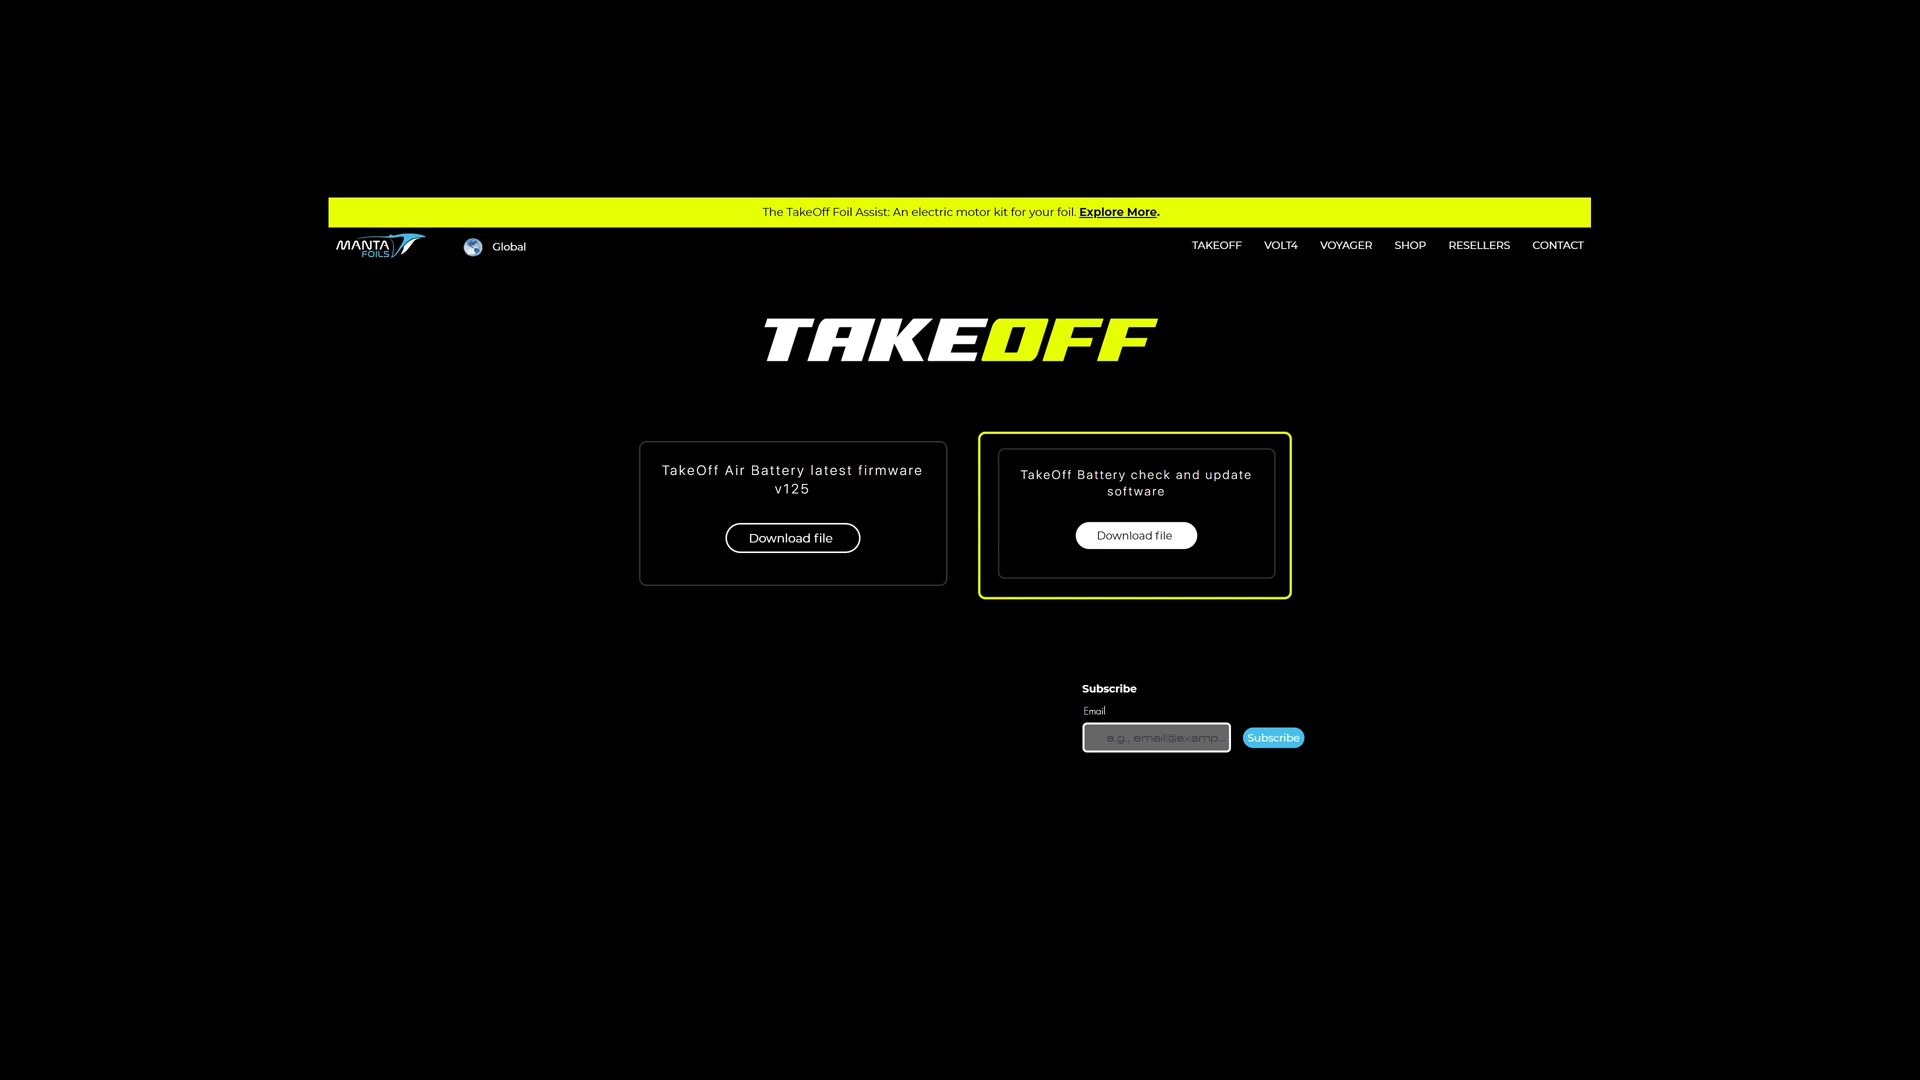 The TakeOff Foil Assist: An electric motor kit for your foil. Explore More.
MANTA
FOILS
Global
TAKEOFF VOLT4 VOYAGER SHOP RESELLERS CONTACT
TAKEOFF
TakeOff Air Battery latest firmware
v125
Download file
TakeOff Battery check and update
software
Download file
Subscribe
Email
e.g., email@examp...
Subscribe